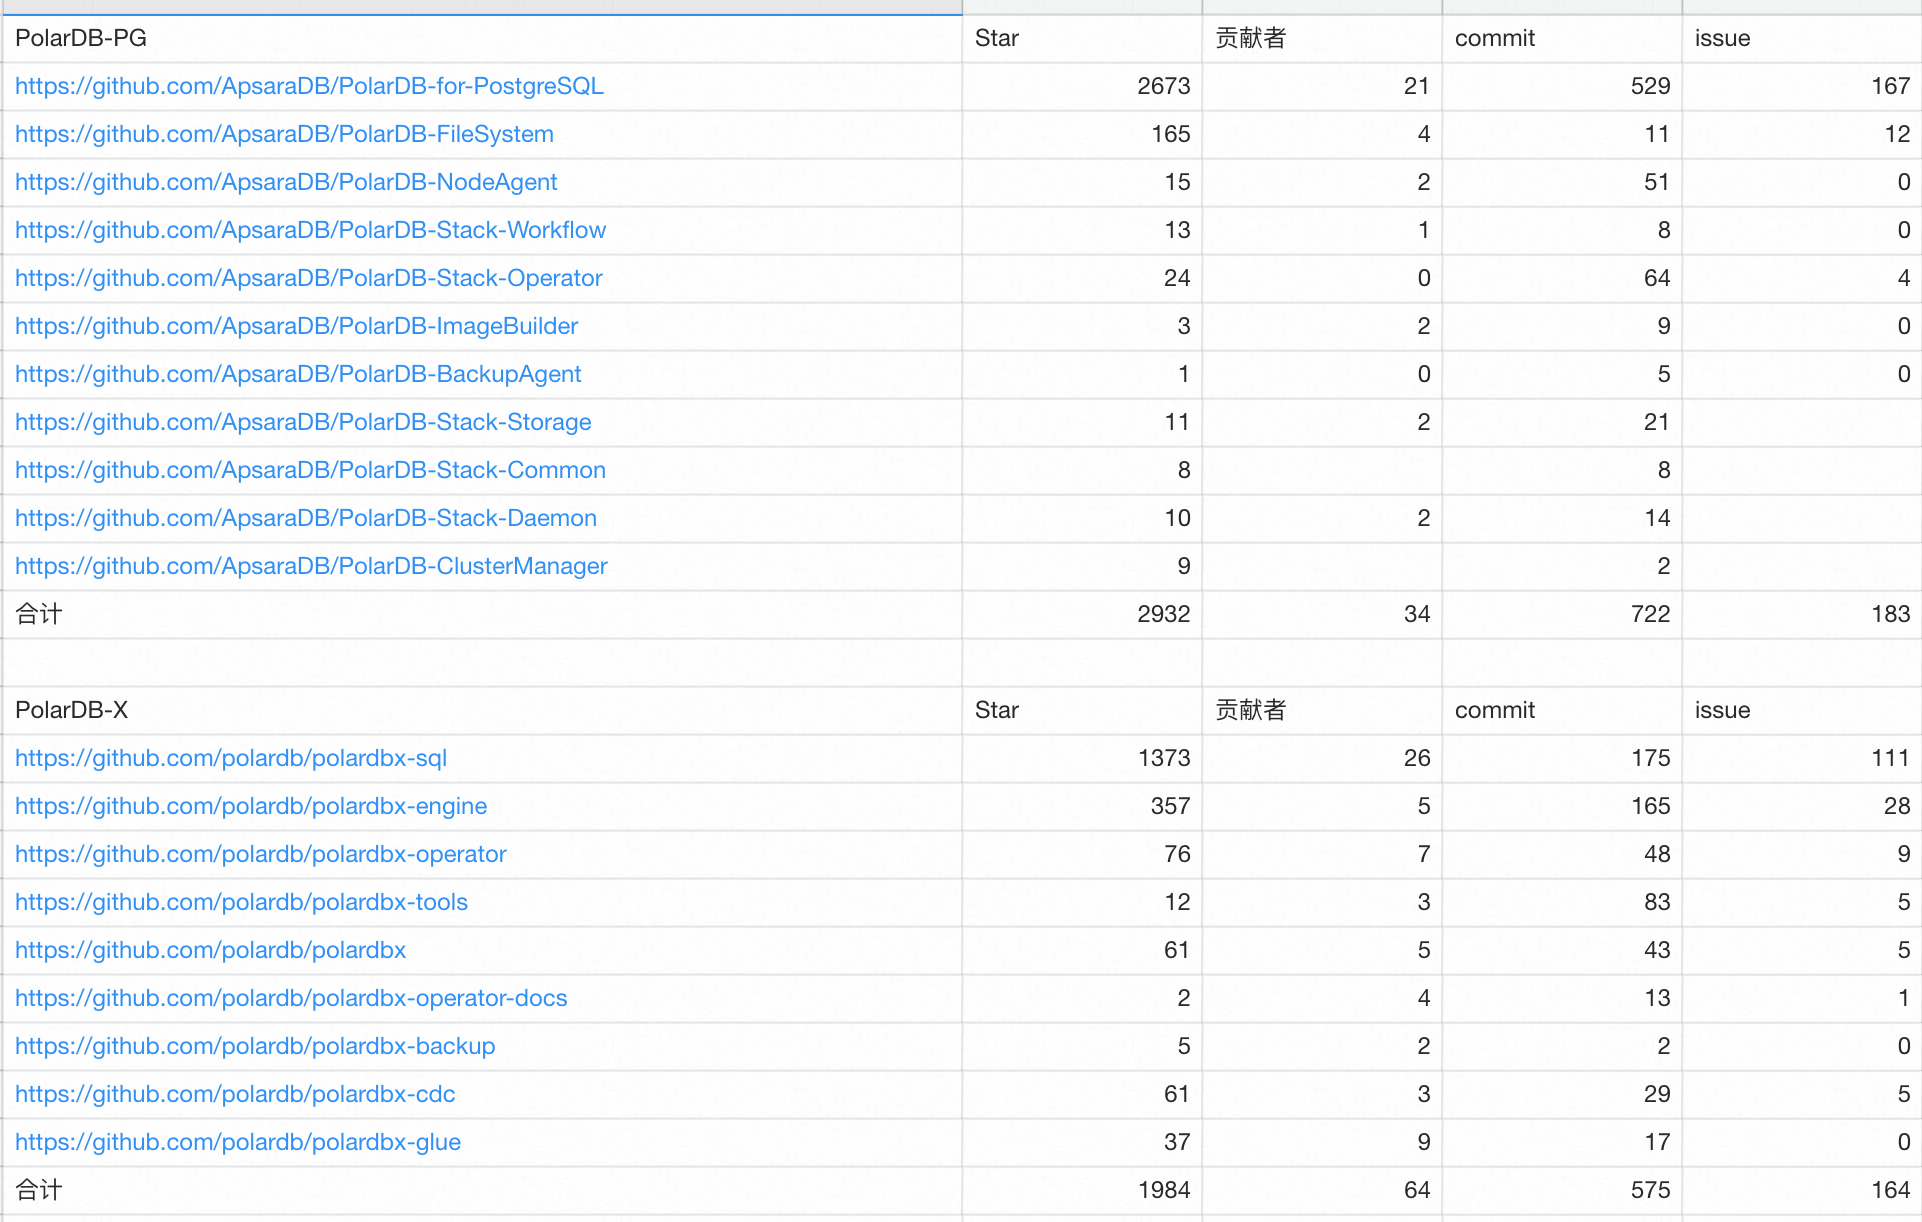 PolarDB-PG Star 贡献者 commit issue
https://github.com/ApsaraDB/PolarDB-for-PostgreSQL 2673 21 529 167
https://github.com/ApsaraDB/PolarDB-FileSystem 165 4 11 12
https://github.com/ApsaraDB/PolarDB-NodeAgent 15 2 51 0
https://github.com/ApsaraDB/PolarDB-Stack-Workflow 13 1 8 0
https://github.com/ApsaraDB/PolarDB-Stack-Operator 24 0 64 4
https://github.com/ApsaraDB/PolarDB-ImageBuilder 3 2 9 0
https://github.com/ApsaraDB/PolarDB-BackupAgent 1 0 5 0
https://github.com/ApsaraDB/PolarDB-Stack-Storage 11 2 21
https://github.com/ApsaraDB/PolarDB-Stack-Common 8 8
https://github.com/ApsaraDB/PolarDB-Stack-Daemon 10 2 14
https://github.com/ApsaraDB/PolarDB-ClusterManager 9 2
合计 2932 34 722 183
PolarDB-X Star 贡献者 commit issue
https://github.com/polardb/polardbx-sql 1373 26 175 111
https://github.com/polardb/polardbx-engine 357 5 165 28
https://github.com/polardb/polardbx-operator 76 7 48 9
https://github.com/polardb/polardbx-tools 12 3 83 5
https://github.com/polardb/polardbx 61 5 43 5
https://github.com/polardb/polardbx-operator-docs 2 4 13 1
https://github.com/polardb/polardbx-backup 5 2 2 0
https://github.com/polardb/polardbx-cdc 61 3 29 5
https://github.com/polardb/polardbx-glue 37 9 17 0
合计 1984 64 575 164